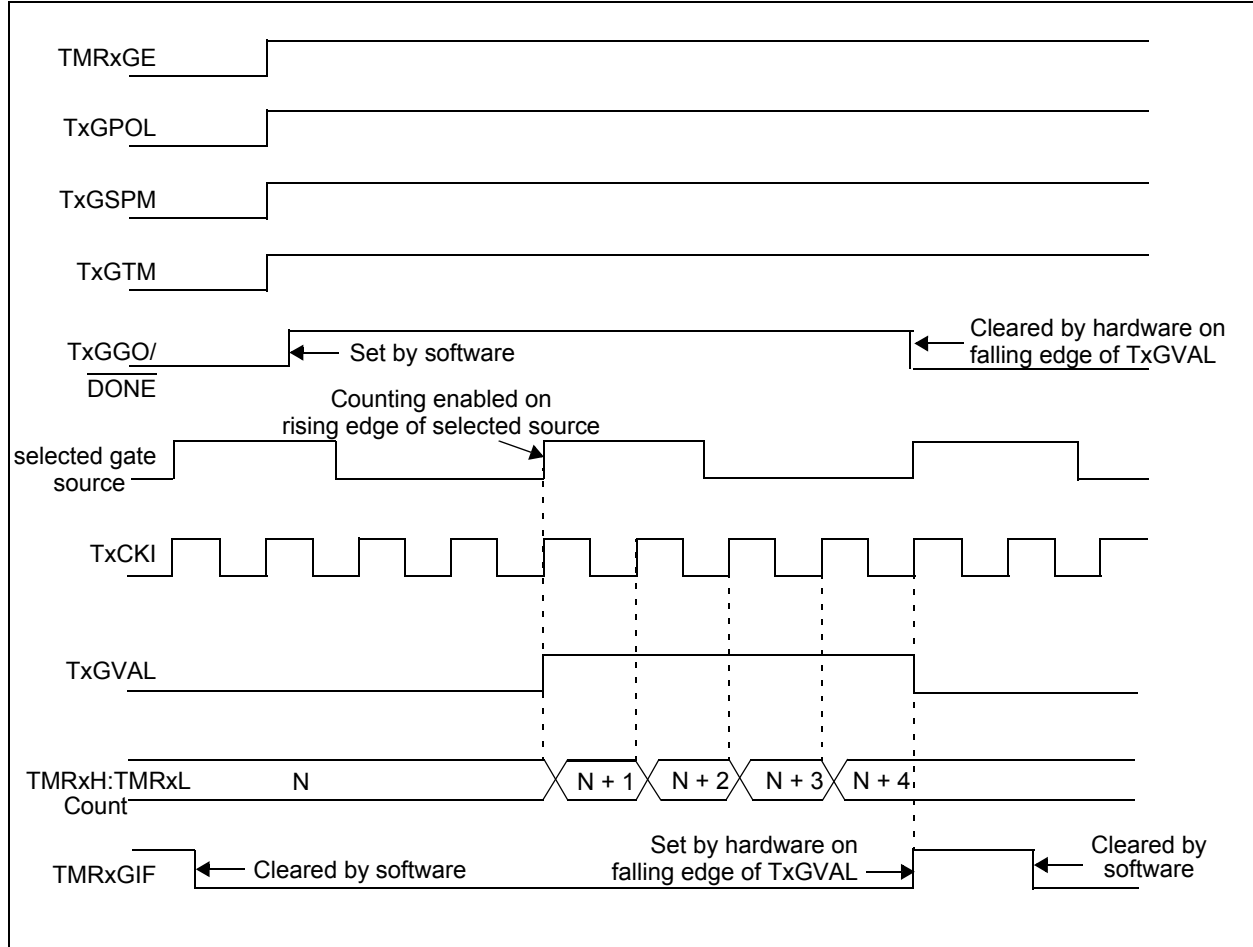 TMRxGE
TxGPOL
TxGSPM
TxGTM
TxGGO/
DONE
Set by software
Cleared by hardware on
falling edge of TxGVAL
Counting enabled on
rising edge of selected source
selected gate
source
TxCKI
TxGVAL
TMRxH:TMRxL
Count
N
N + 1
N + 2
N + 3
N + 4
TMRxGIF
Cleared by software
Set by hardware on
falling edge of TxGVAL
Cleared by
software